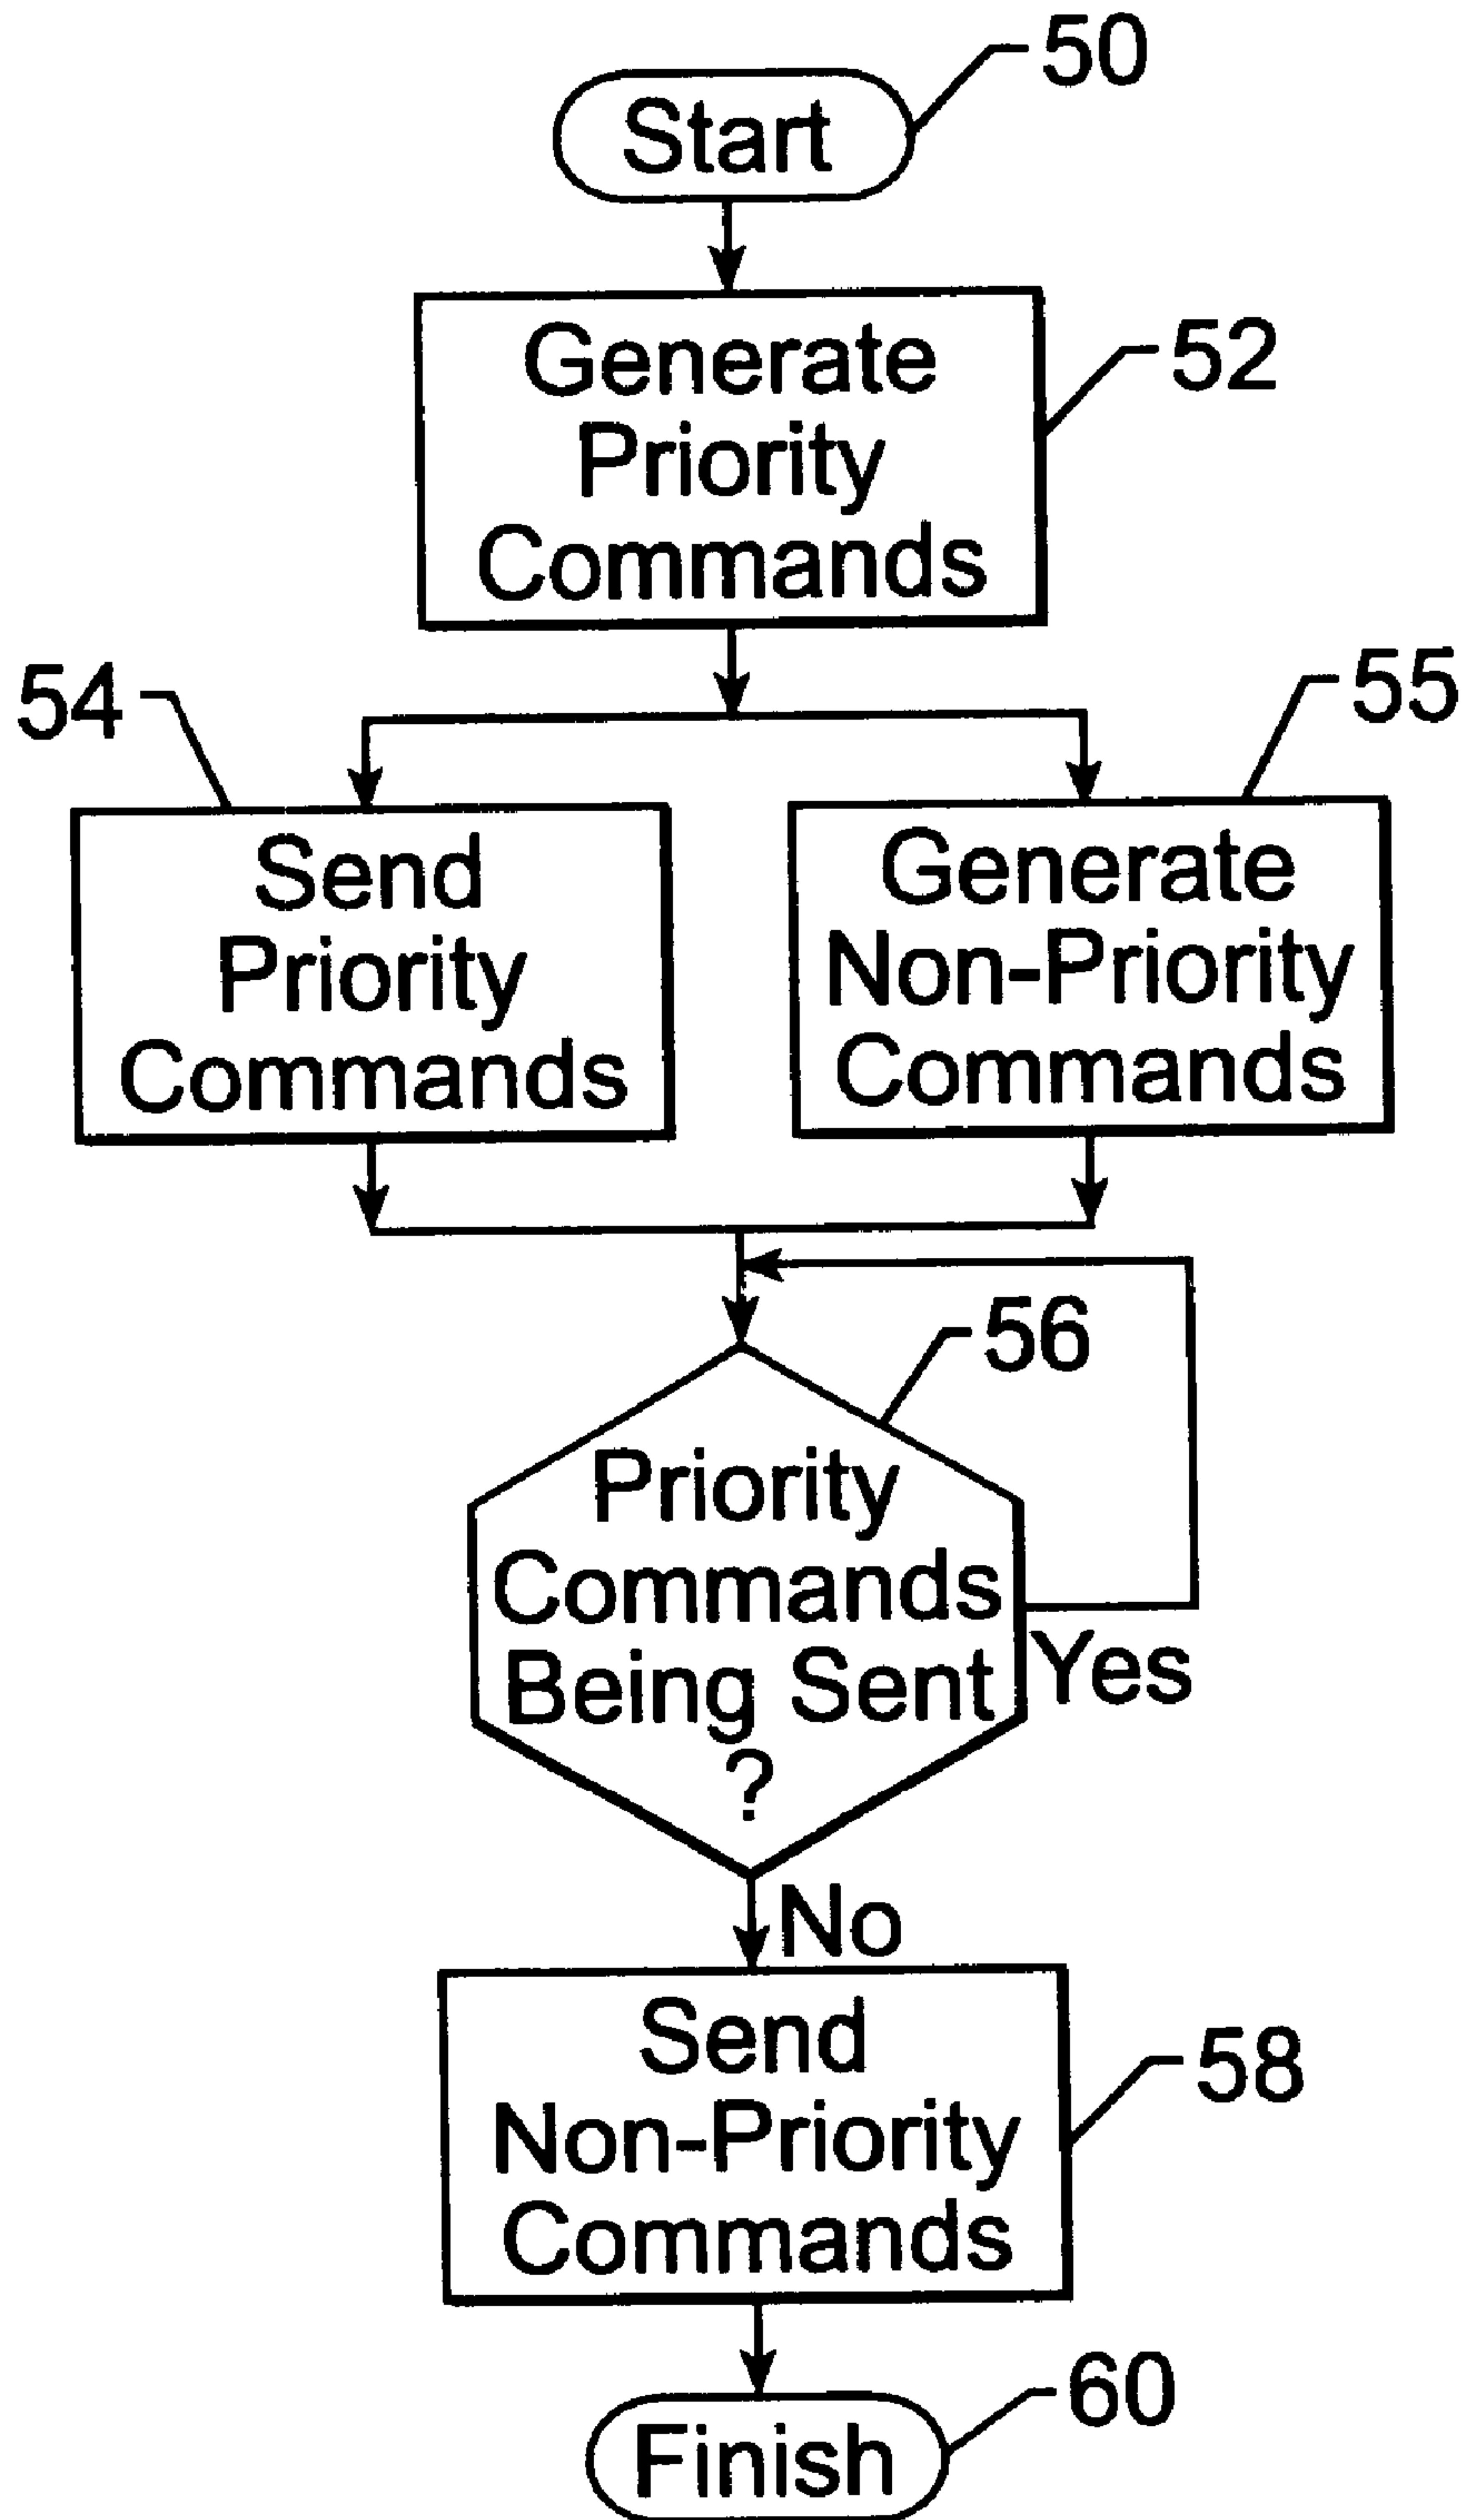 50
Start
52
Generate
Priority
Commands
54
55
Send
Priority
Commands
Generate
Non-Priority
Commands
56
Priority
Commands
Being Sent
?
Yes
No
Send
Non-Priority
Commands
58
60
Finish